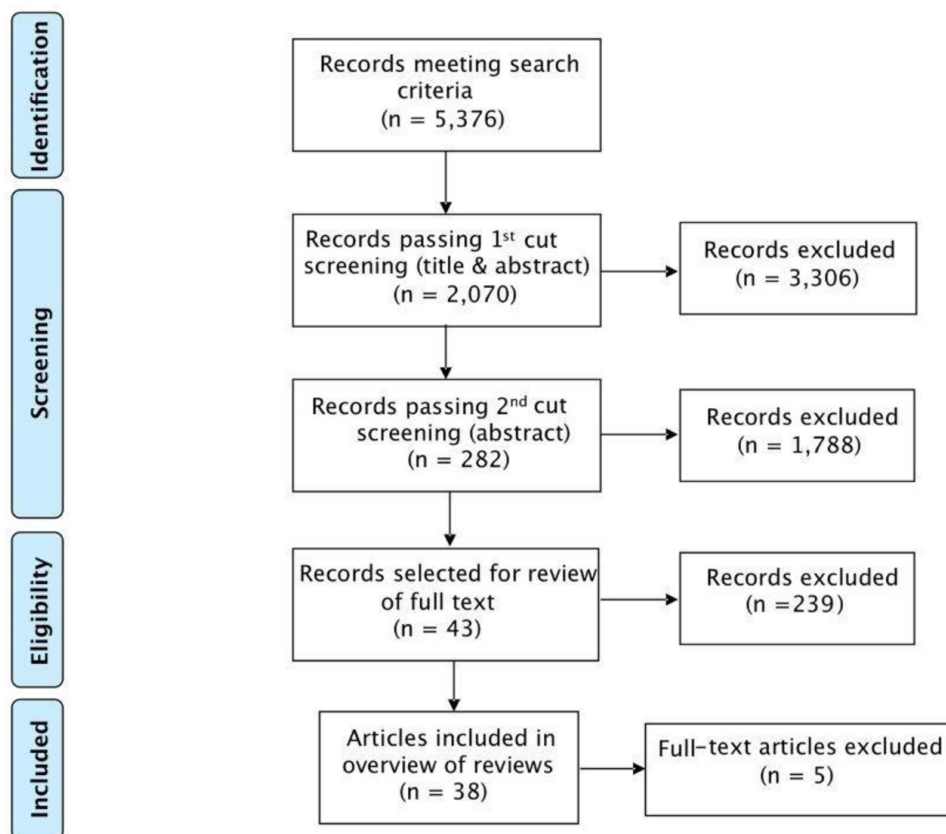 Identification
Records meeting search
criteria
(n = 5,376)
Screening
Records passing 1st cut
screening (title & abstract)
(n = 2,070)
Records excluded
(n = 3,306)
Records passing 2nd cut
screening (abstract)
(n = 282)
Records excluded
(n = 1,788)
Eligibility
Records selected for review
of full text
(n = 43)
Records excluded
(n =239)
Included
Articles included in
overview of reviews
(n = 38)
Full-text articles excluded
(n = 5)